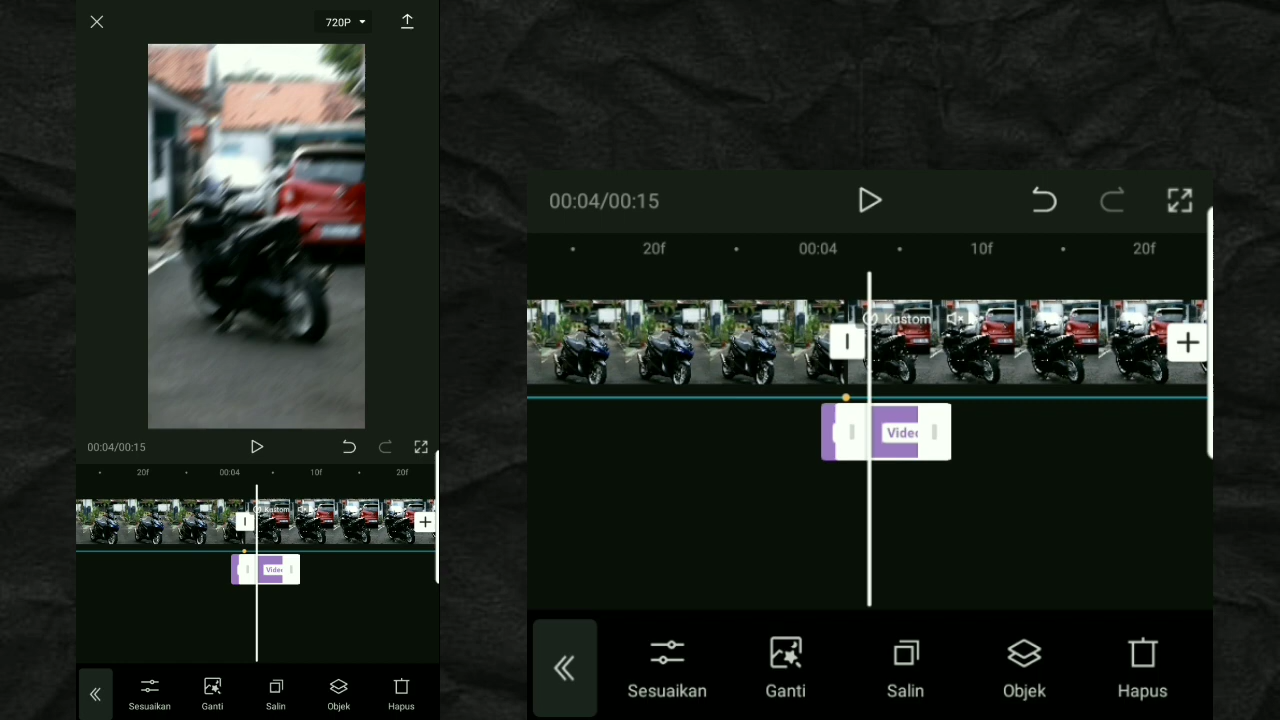 720P
00:04/00:15
20f
00:04
10f
20f
Kustom
Video
Sesuaikan
Ganti
Salin
Objek
Hapus
00:04/00:15
20f
00:04
10f
20f
Kustom
Video
Sesuaikan
Ganti
Salin
Objek
Hapus